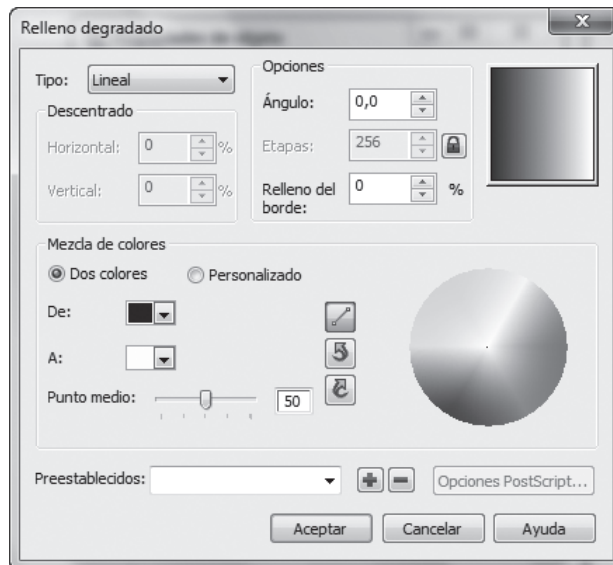 Relleno degradado
Tipo: Lineal
Descentrado
Horizontal: 0 %
Vertical: 0 %
Opciones
Ángulo: 0,0
Etapas: 256
Relleno del borde: 0 %
Mezcla de colores
Dos colores Personalizado
De:
A:
Punto medio: 50
Preestablecidos:
Opciones PostScript...
Aceptar Cancelar Ayuda